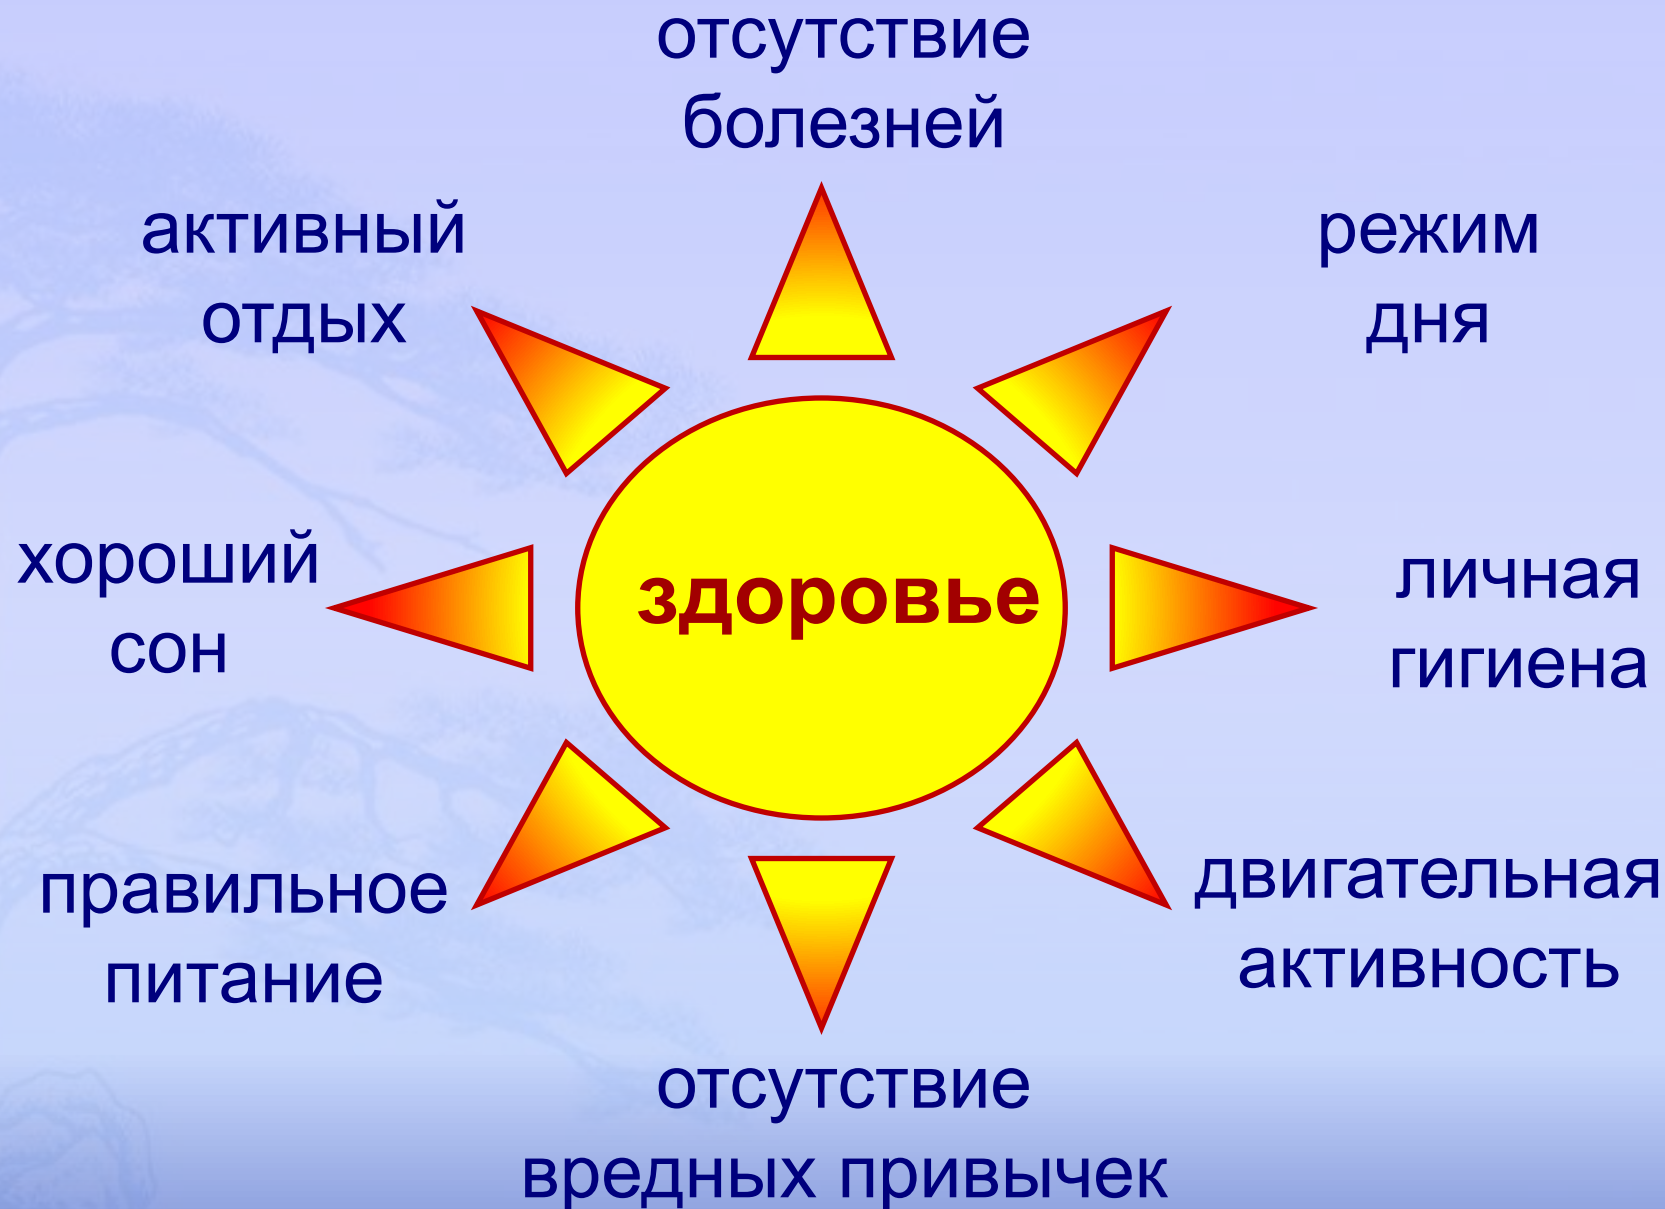 отсутствие
болезней
активный
отдых
режим
дня
хороший
сон
здоровье
личная
гигиена
правильное
питание
двигательная
активность
отсутствие
вредных привычек